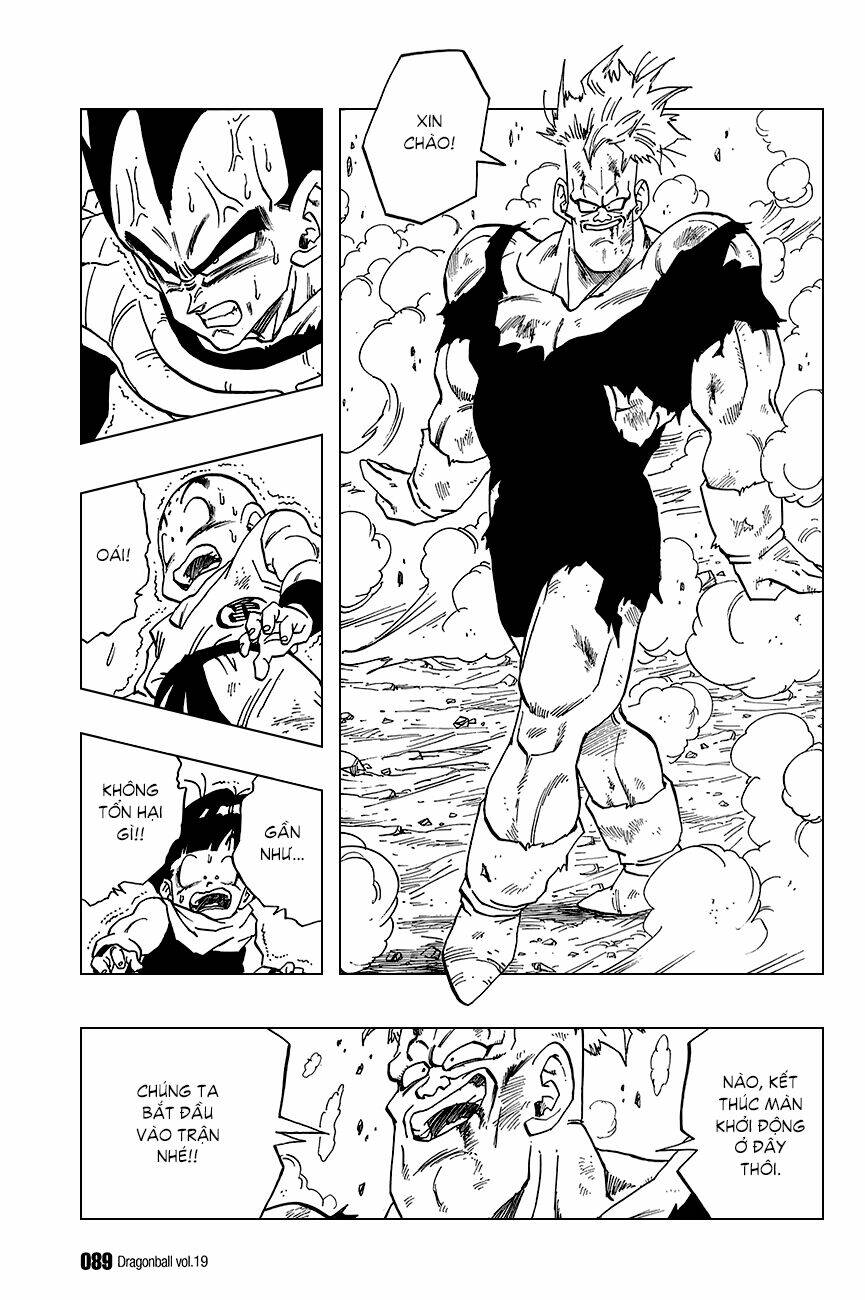 XIN
CHÀO!
OÁI!
GẦN
NHƯ...
KHÔNG
TỔN HẠI
GÌ!!
NÀO, KẾT
THÚC MÀN
KHỞI ĐỘNG
Ở ĐÂY
THÔI.
CHÚNG TA
BẮT ĐẦU
VÀO TRẬN
NHÉ!!
089 Dragonball vol.19